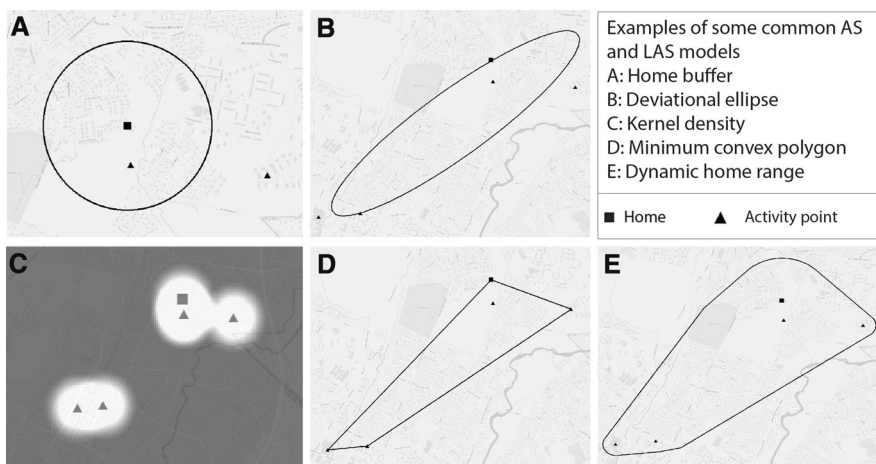 A
B
Examples of some common AS
and LAS models
A: Home buffer
B: Deviational ellipse
C: Kernel density
D: Minimum convex polygon
E: Dynamic home range
Home
Activity point
C
D
E